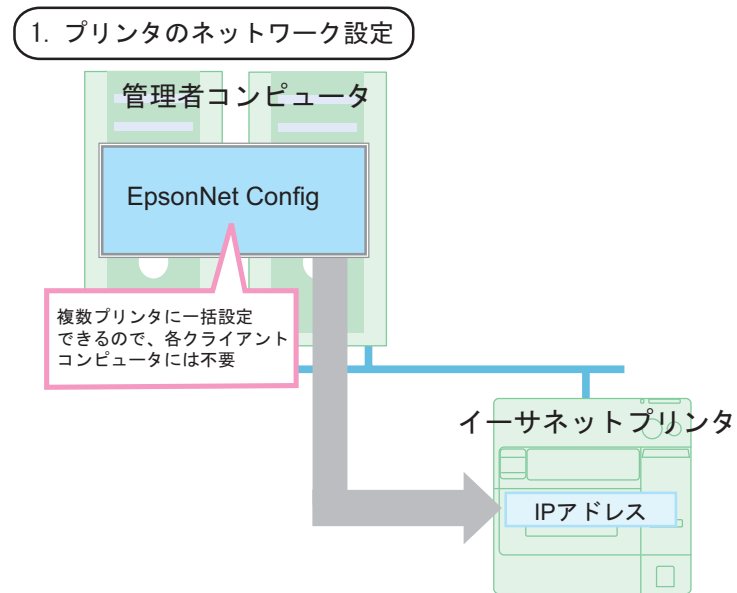 1. プリンタのネットワーク設定
管理者コンピュータ
EpsonNet Config
複数プリンタに一括設定
できるので、各クライアント
コンピュータには不要
イーサネットプリンタ
IPアドレス